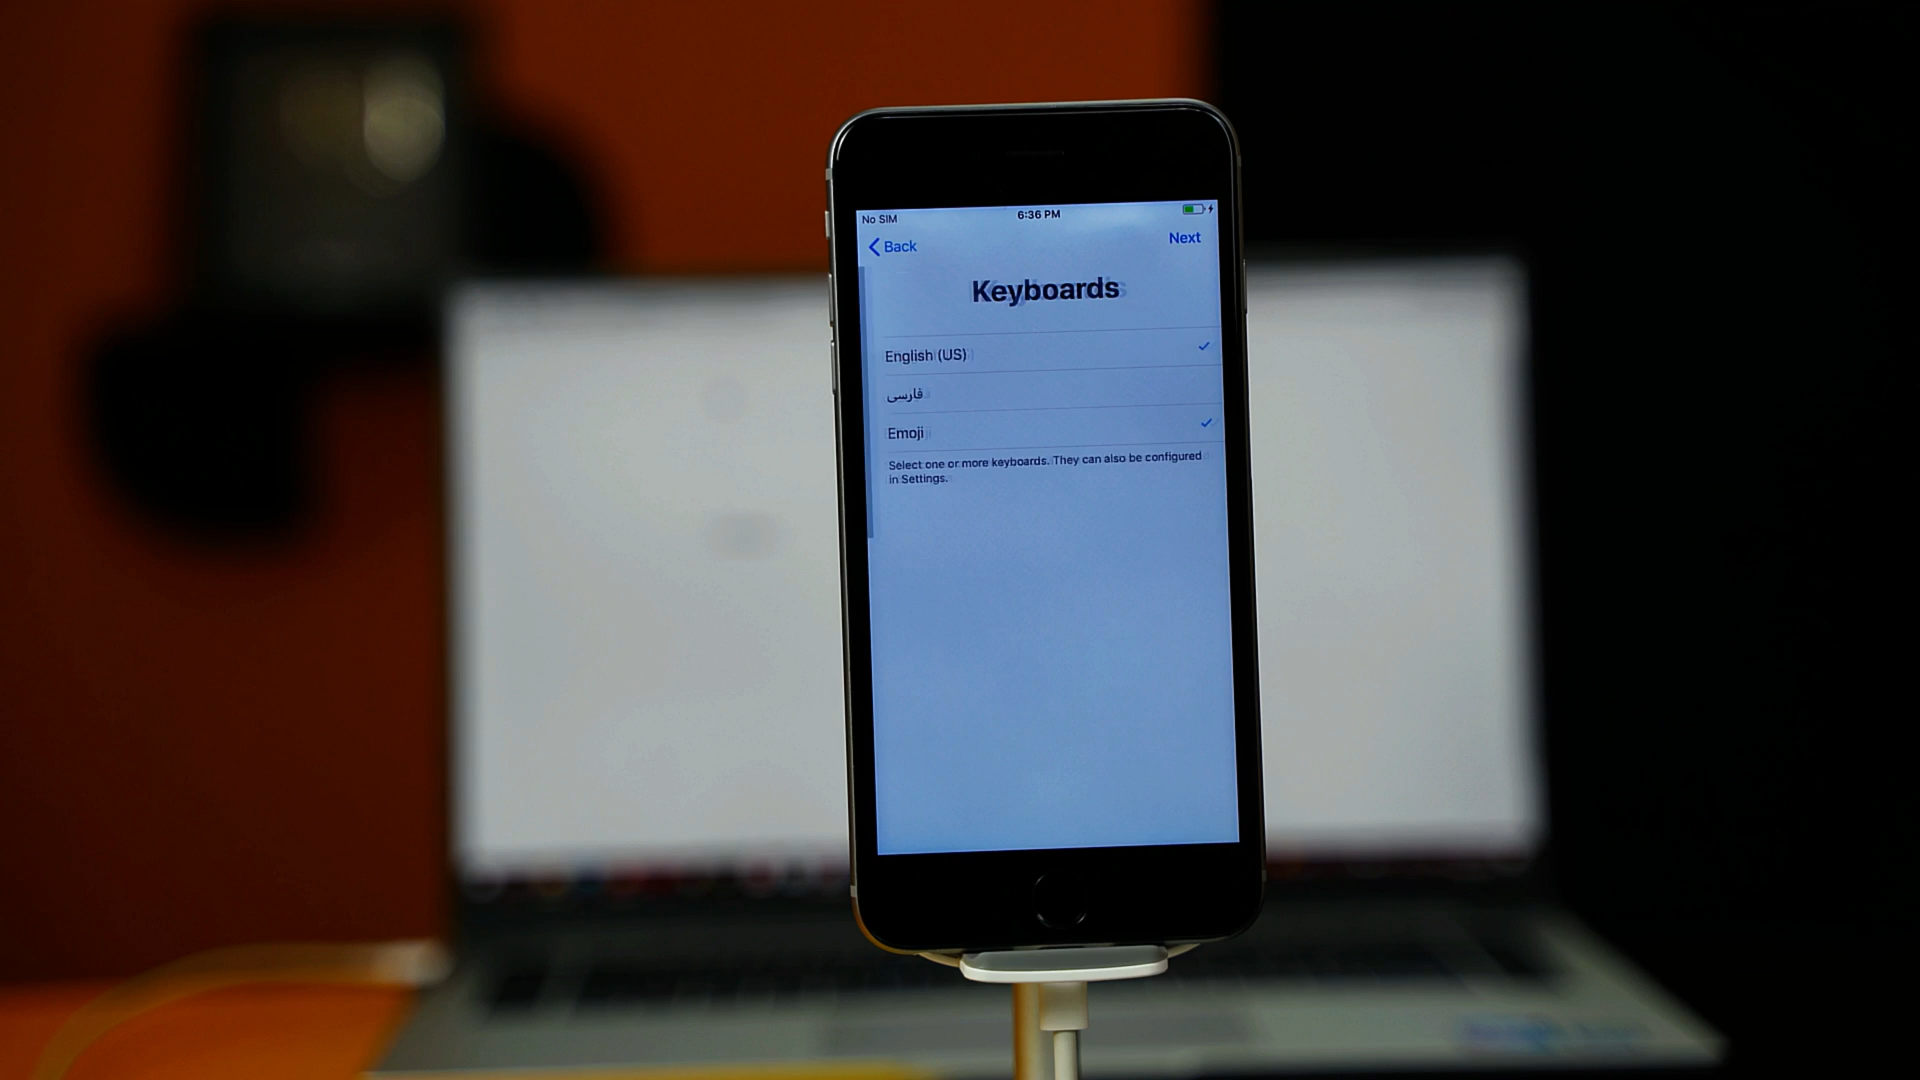 No SIM
6:36 PM
Back
Next
Keyboards
English (US)
فارسی
Emoji
Select one or more keyboards. They can also be configured
in Settings.